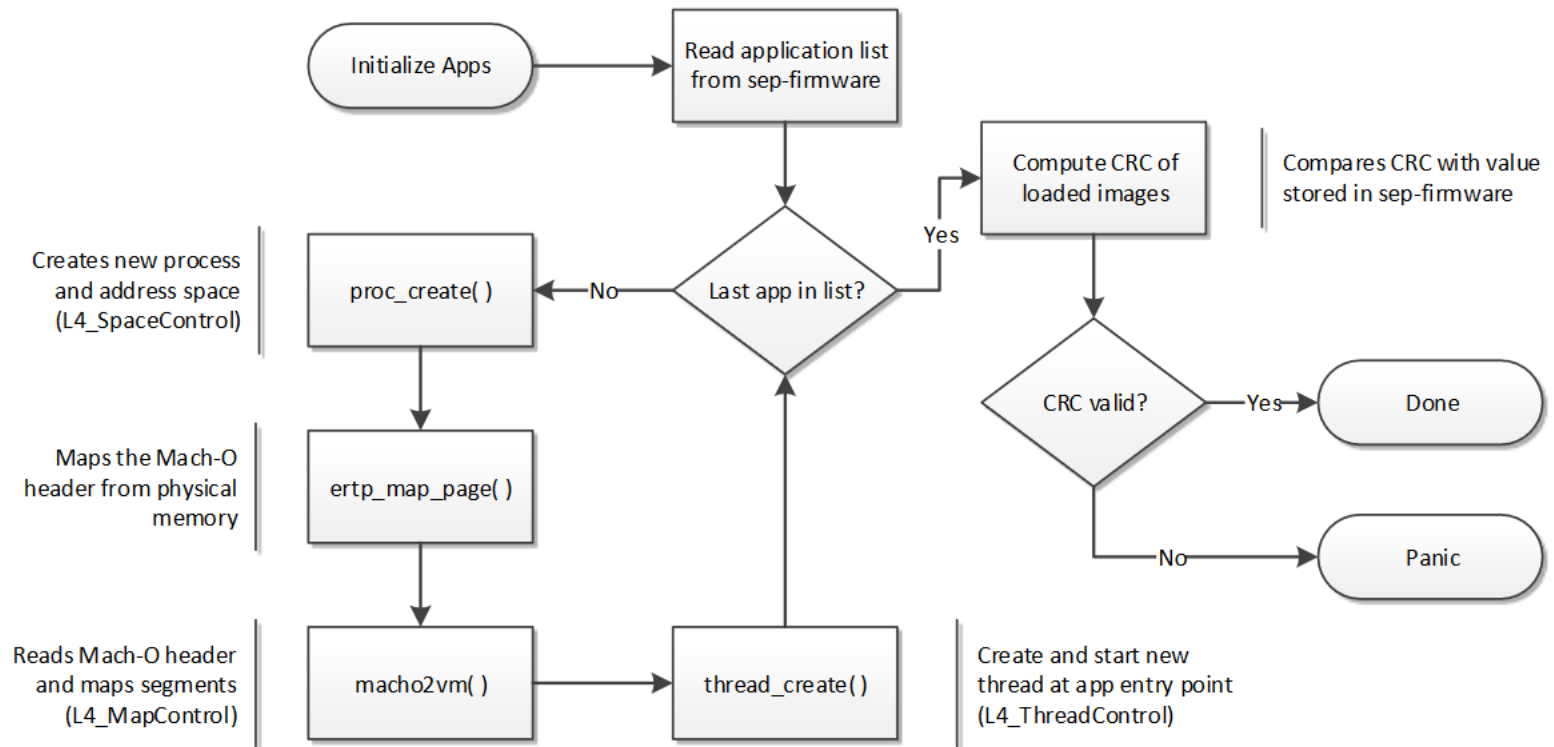 Initialize Apps
Read application list
from sep-firmware
Compute CRC of
loaded images
Compares CRC with value
stored in sep-firmware
Yes
Creates new process
and address space
(L4_SpaceControl)
proc_create( )
No
Last app in list?
CRC valid?
Yes
Done
Maps the Mach-O
header from physical
memory
ertp_map_page( )
No
Panic
Reads Mach-O header
and maps segments
(L4_MapControl)
macho2vm( )
thread_create( )
Create and start new
thread at app entry point
(L4_ThreadControl)